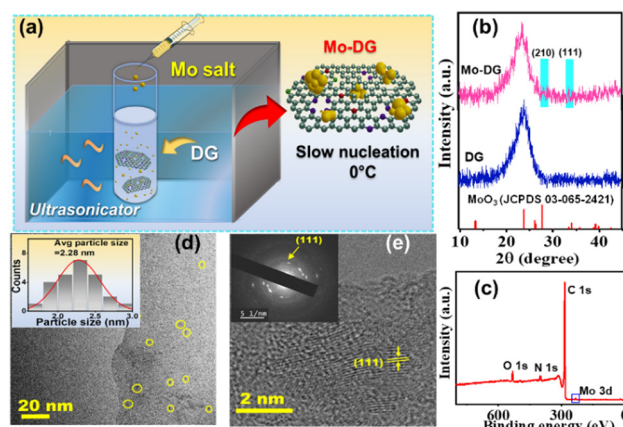 (a)
Mo salt
DG
Ultrasonicator
Mo-DG
Slow nucleation
0°C
(b)
(210) (111)
Mo-DG
DG
MoO3 (JCPDS 03-065-2421)
Intensity (a.u.)
10 20 30 40
2θ (degree)
(c)
C 1s
O 1s N 1s
Mo 3d
Intensity (a.u.)
600 300 0
Binding energy (eV)
(d)
Avg particle size
=2.28 nm
Counts
2.0 2.5 3.0
Particle size (nm)
20 nm
(e)
(111)
5 1/nm
(111)
2 nm